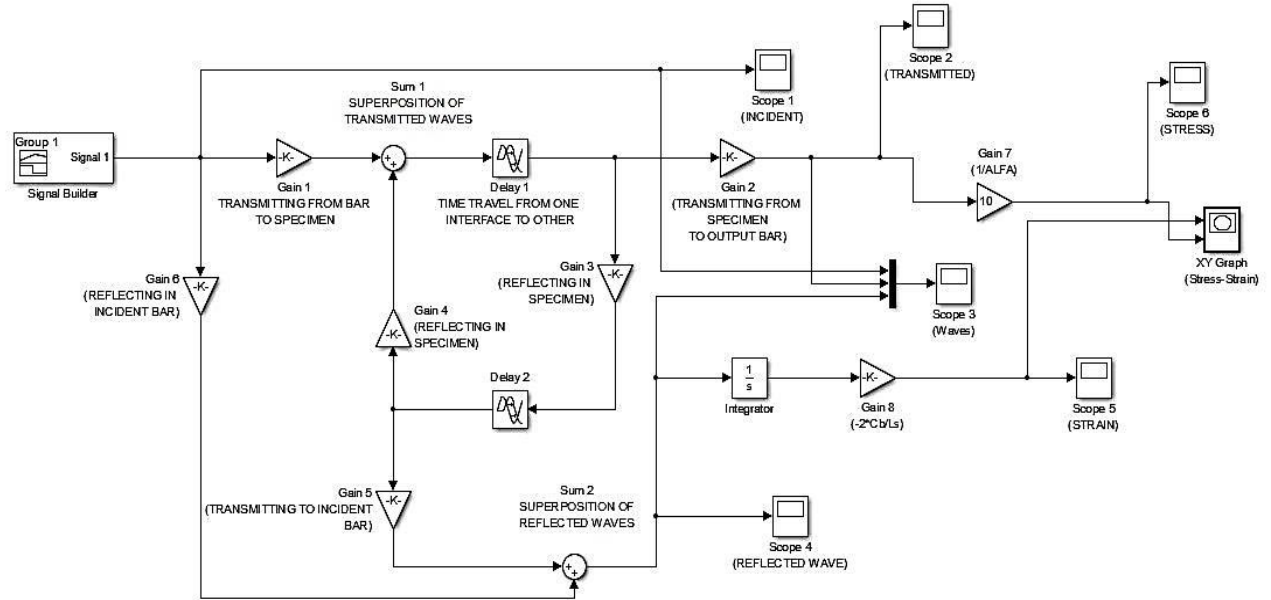 Scope 2
(TRANSMITTED)
Sum 1
SUPERPOSITION OF
TRANSMITTED WAVES
Scope 1
(INCIDENT)
Scope 6
(STRESS)
Group 1
Signal 1
Signal Builder
-K-
Gain 1
TRANSMITTING FROM BAR
TO SPECIMEN
++
Delay 1
TIME TRAVEL FROM ONE
INTERFACE TO OTHER
-K-
Gain 2
(TRANSMITTING FROM
SPECIMEN
TO OUTPUT BAR)
Gain 7
(1/ALFA)
10
XY Graph
(Stress-Strain)
Gain 6
(REFLECTING IN
INCIDENT BAR)
-K-
Gain 3
(REFLECTING IN
SPECIMEN)
-K-
Gain 4
(REFLECTING IN
SPECIMEN)
-K-
Scope 3
(Waves)
Delay 2
1
s
Integrator
-K-
Gain 8
(-2*Cb/Ls)
Scope 5
(STRAIN)
Gain 5
(TRANSMITTING TO INCIDENT
BAR)
-K-
Sum 2
SUPERPOSITION OF
REFLECTED WAVES
++
Scope 4
(REFLECTED WAVE)